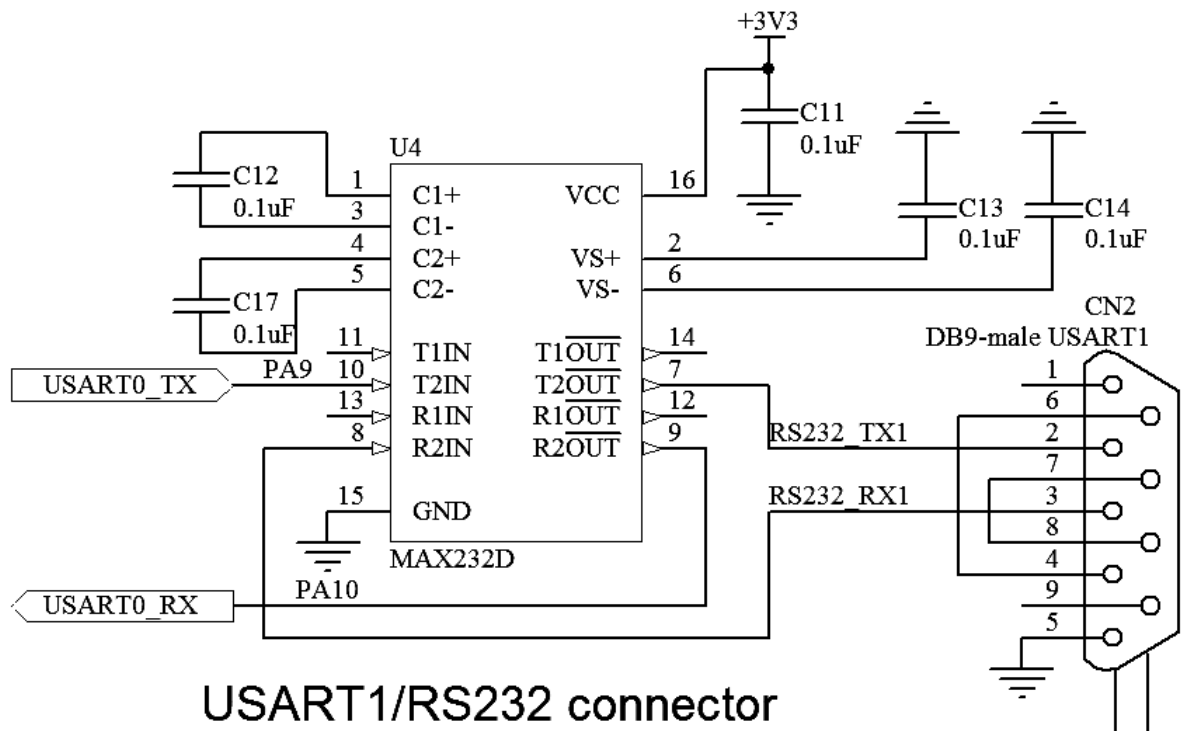 +3V3
C11
0.1uF
U4
C12
0.1uF
1
3
4
5
C1+
C1-
C2+
C2-
VCC
VS+
VS-
16
2
6
C13
0.1uF
C14
0.1uF
C17
0.1uF
CN2
DB9-male USART1
11
10
13
8
T1IN
T2IN
R1IN
R2IN
T1OUT
T2OUT
R1OUT
R2OUT
14
7
12
9
USART0_TX
PA9
RS232_TX1
RS232_RX1
1
6
2
7
3
8
4
9
5
15
GND
MAX232D
PA10
USART0_RX
USART1/RS232 connector